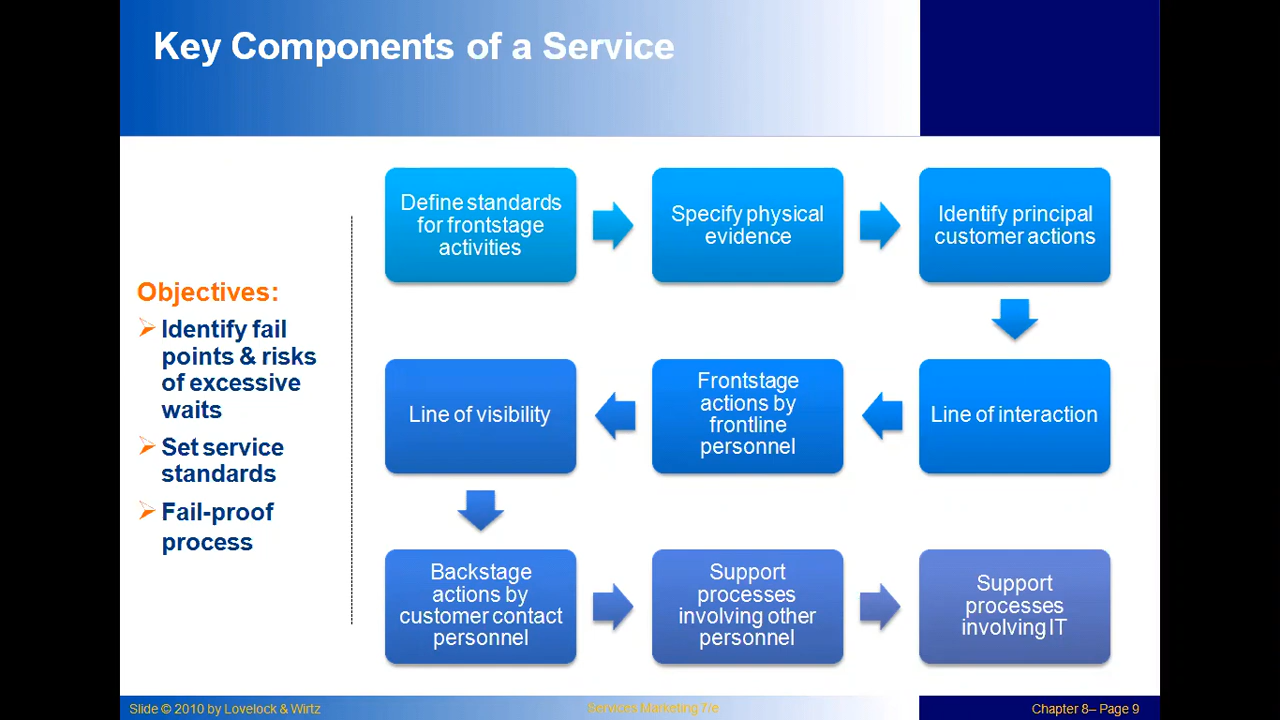 Key Components of a Service
Objectives:
Identify fail
points & risks
of excessive
waits
Set service
standards
Fail-proof
process
Define standards
for frontstage
activities
Specify physical
evidence
Identify principal
customer actions
Line of interaction
Frontstage
actions by
frontline
personnel
Line of visibility
Backstage
actions by
customer contact
personnel
Support
processes
involving other
personnel
Support
processes
involving IT
Slide © 2010 by Lovelock & Wirtz
Services Marketing 7/e
Chapter 8– Page 9